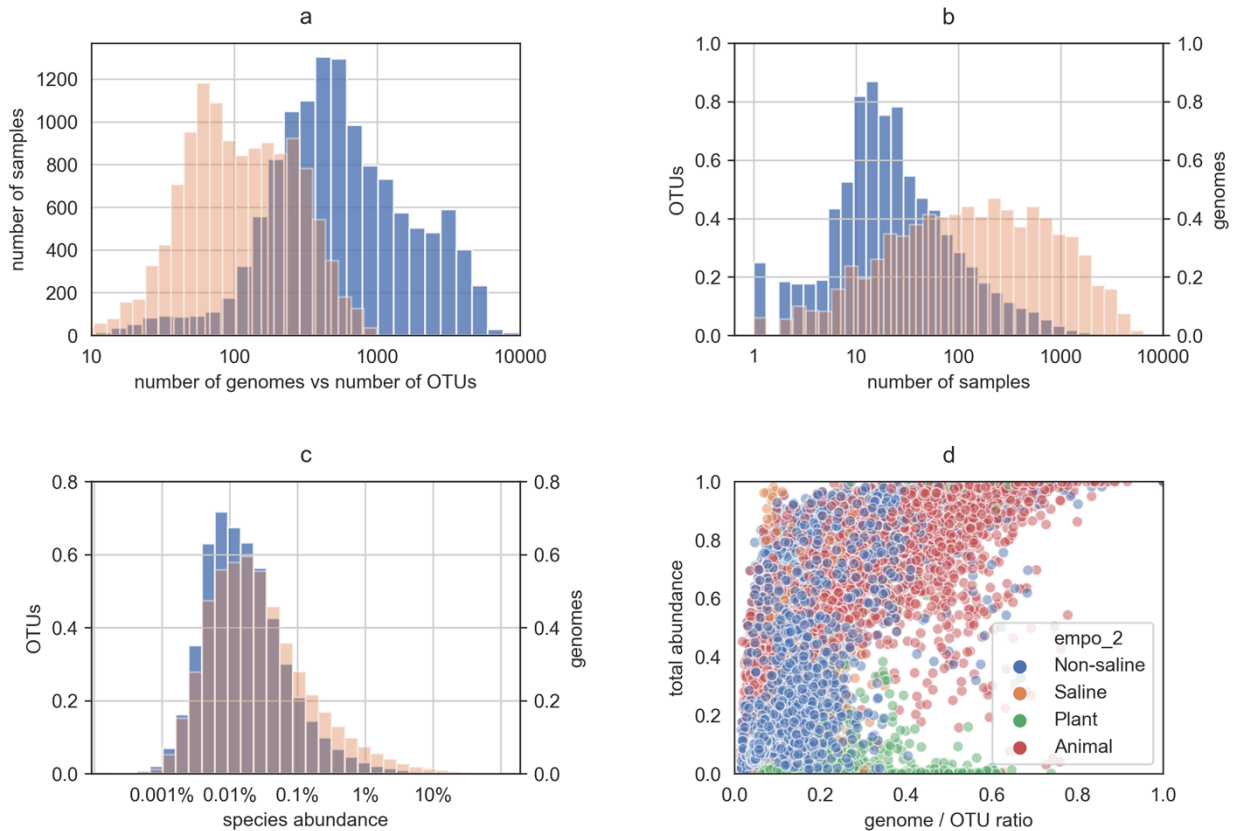 a
number of samples
1200
1000
800
600
400
200
0
10 100 1000 10000
number of genomes vs number of OTUs
b
OTUs
1.0
0.8
0.6
0.4
0.2
0.0
1.0
0.8
0.6
0.4
0.2
0.0
genomes
1 10 100 1000 10000
number of samples
c
OTUs
0.8
0.6
0.4
0.2
0.0
0.8
0.6
0.4
0.2
0.0
genomes
0.001% 0.01% 0.1% 1% 10%
species abundance
d
total abundance
1.0
0.8
0.6
0.4
0.2
0.0
empo_2
Non-saline
Saline
Plant
Animal
0.0 0.2 0.4 0.6 0.8 1.0
genome / OTU ratio